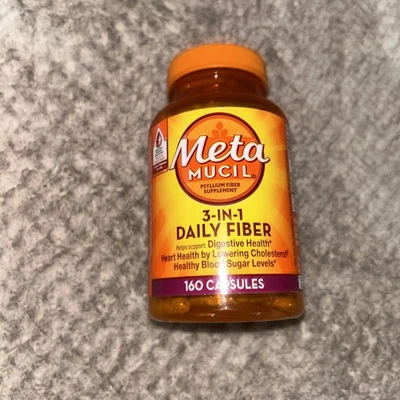 Meta
MUCIL®
PSYLLIUM FIBER
SUPPLEMENT
3-IN-1
DAILY FIBER
Helps support: Digestive Health*
Heart Health by Lowering Cholesterol†
Healthy Blood Sugar Levels*
160 CAPSULES